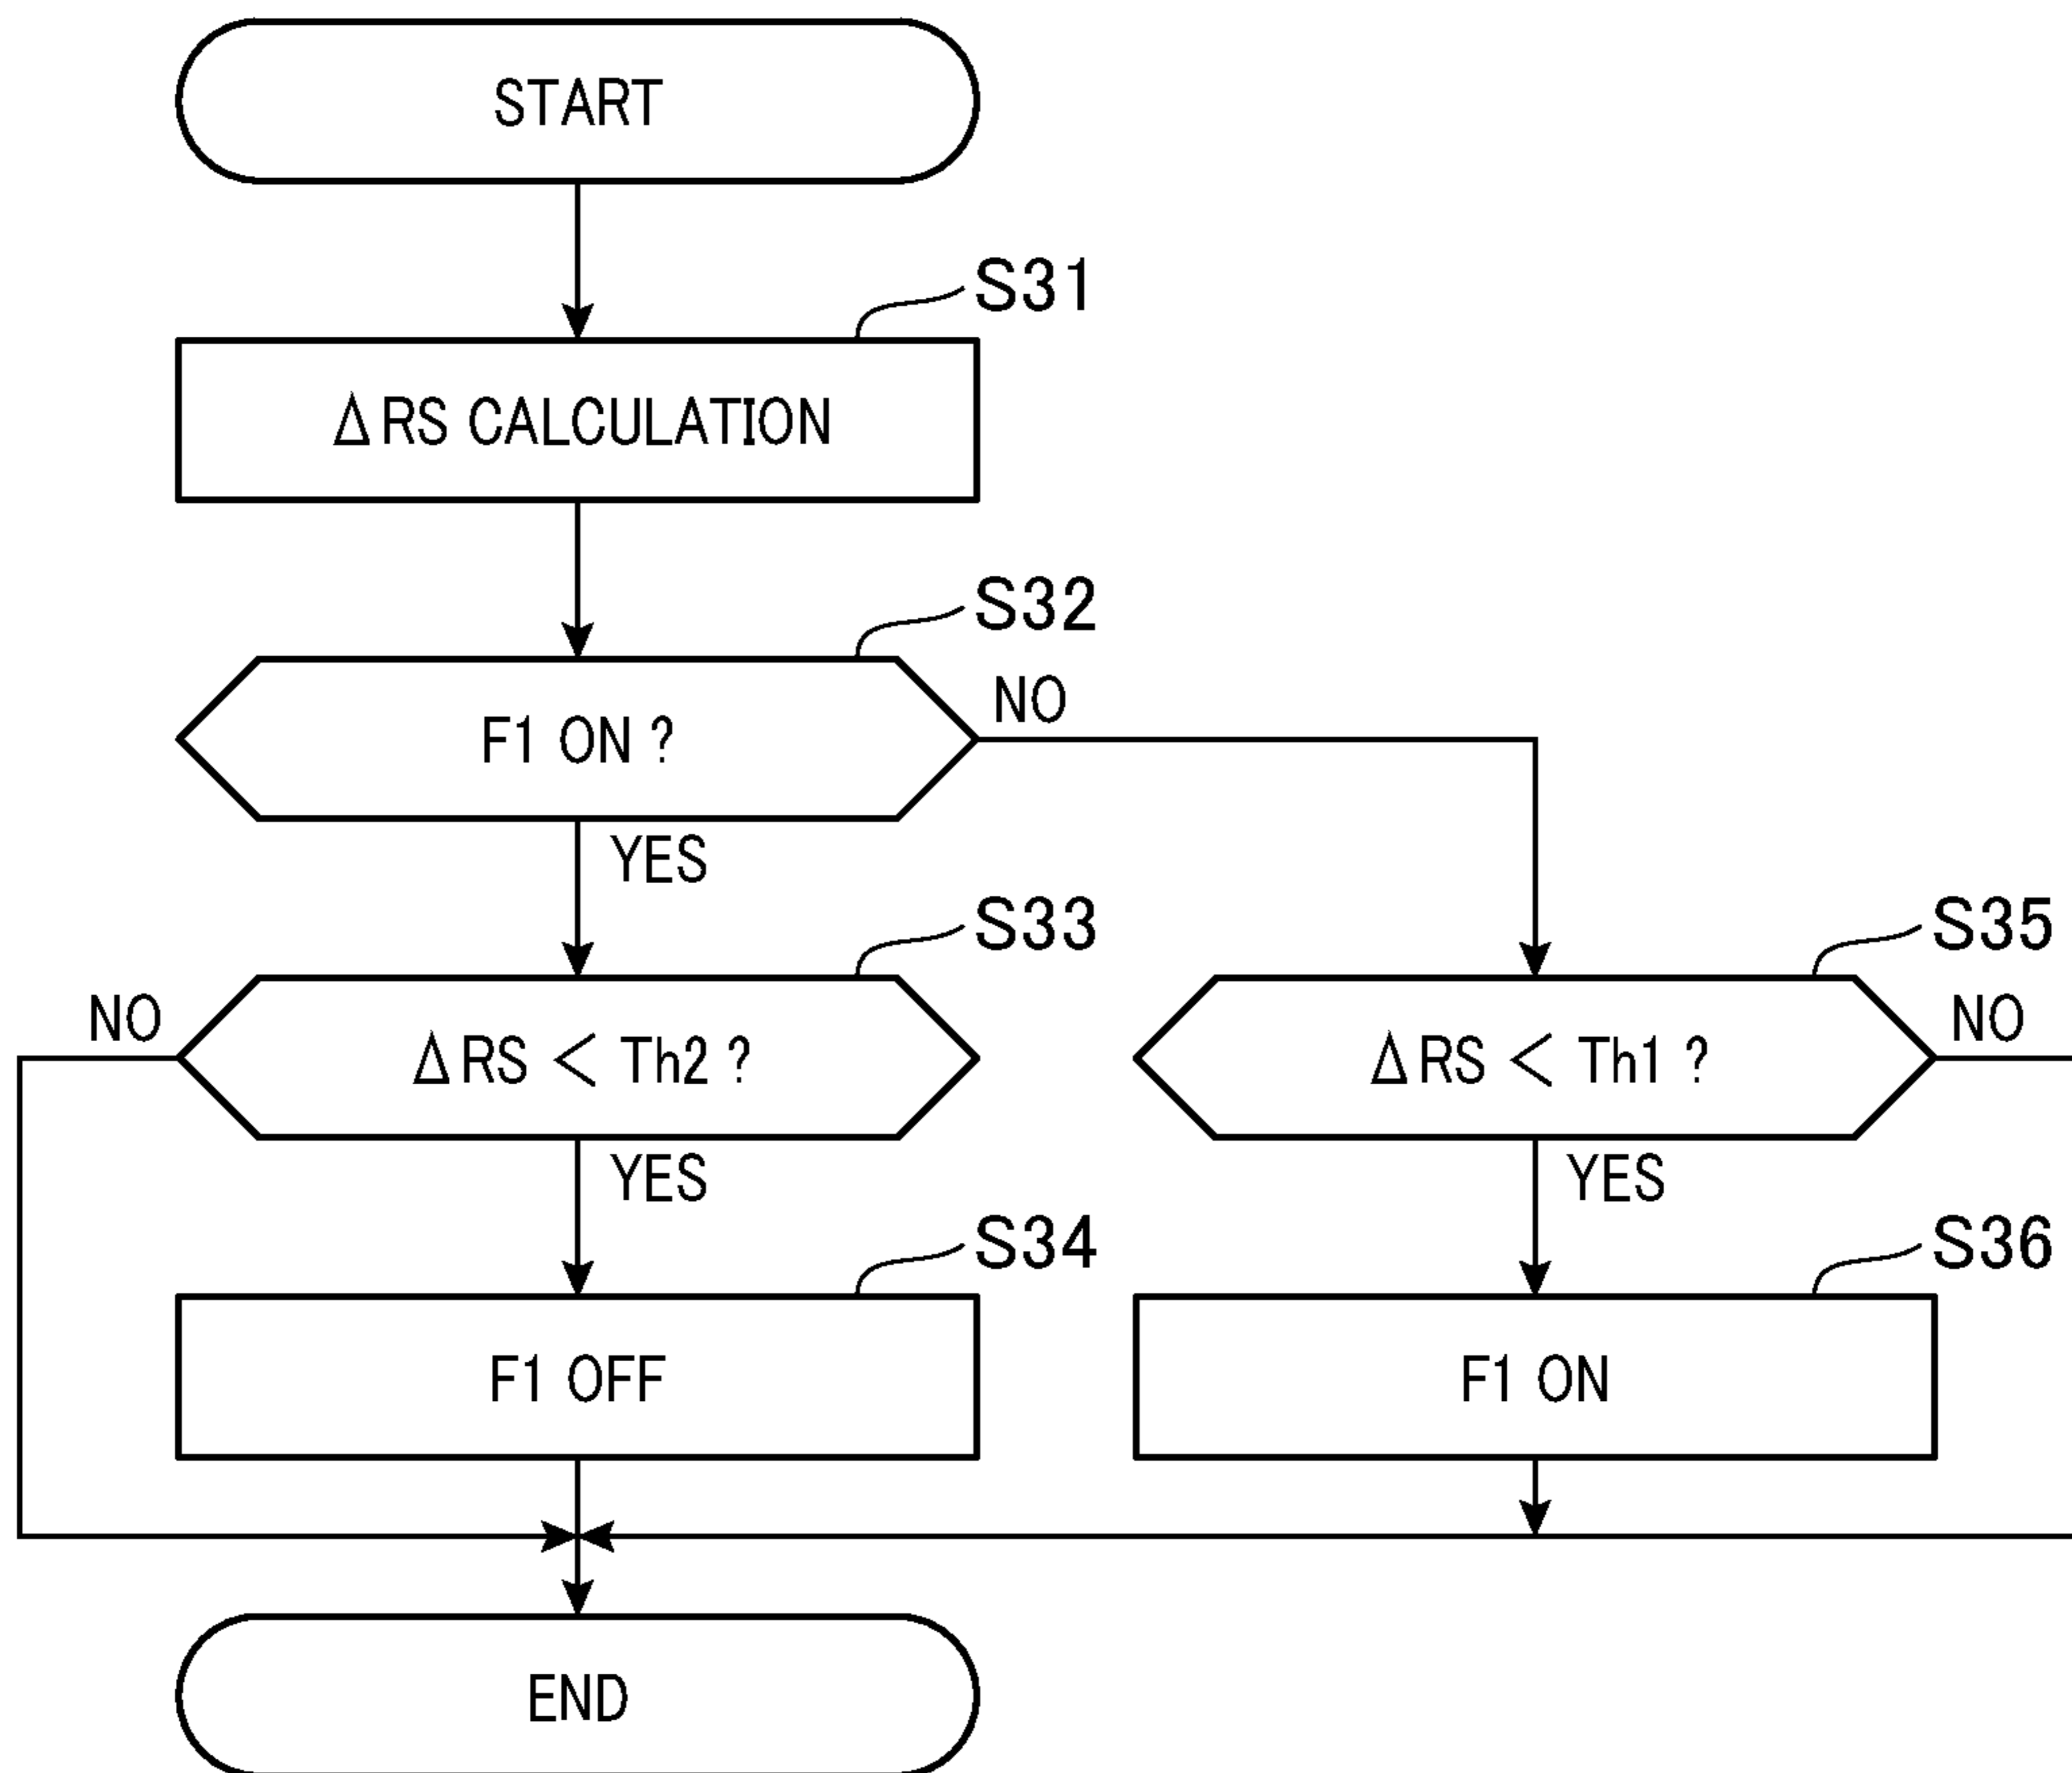 START
S31
ΔRS CALCULATION
S32
F1 ON ?
NO
YES
S33
NO
ΔRS < Th2 ?
YES
S34
F1 OFF
S35
ΔRS < Th1 ?
NO
YES
S36
F1 ON
END